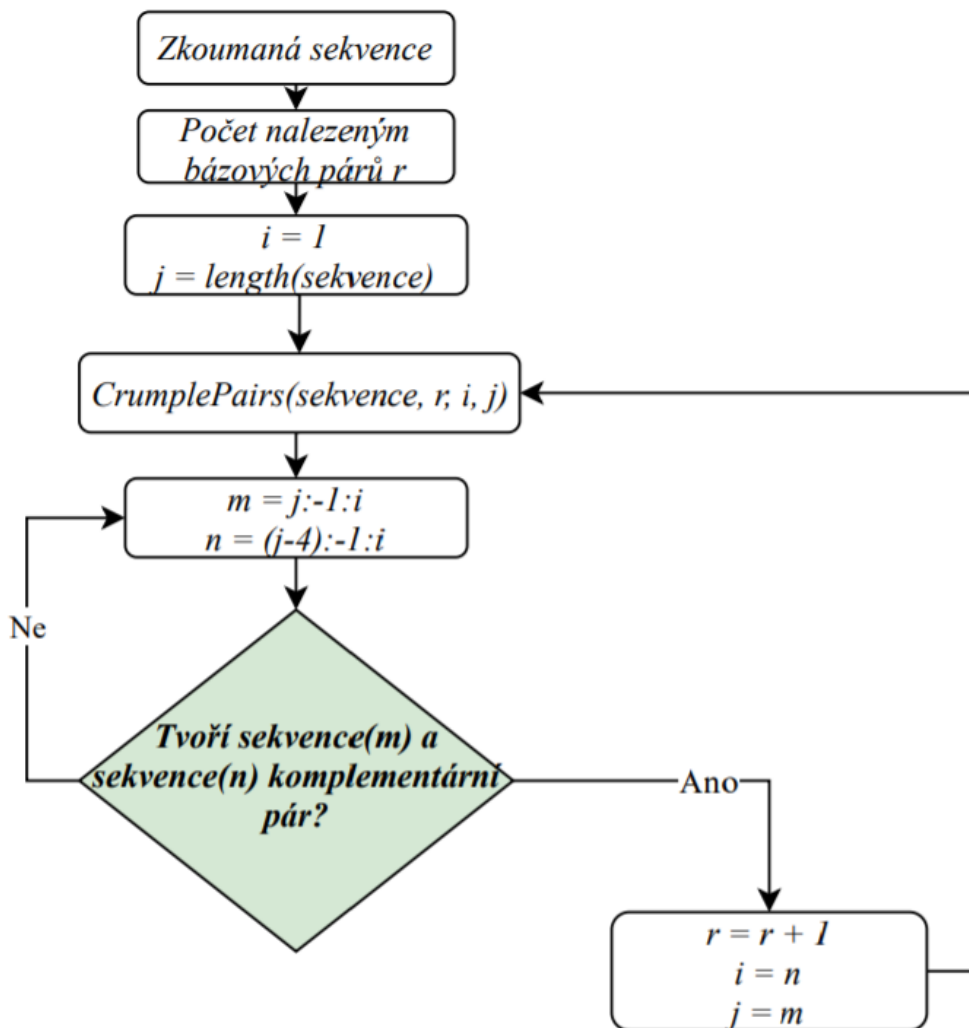 Zkoumaná sekvence
Počet nalezeným
bázových párů r
i = 1
j = length(sekvence)
CrumplePairs(sekvence, r, i, j)
m = j:-1:i
n = (j-4):-1:i
Ne
Tvoří sekvence(m) a
sekvence(n) komplementární
pár?
Ano
r = r + 1
i = n
j = m